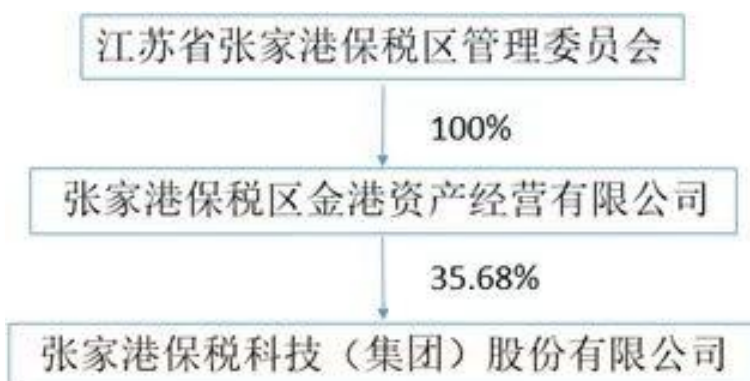 江苏省张家港保税区管理委员会
100%
张家港保税区金港资产经营有限公司
35.68%
张家港保税科技（集团）股份有限公司